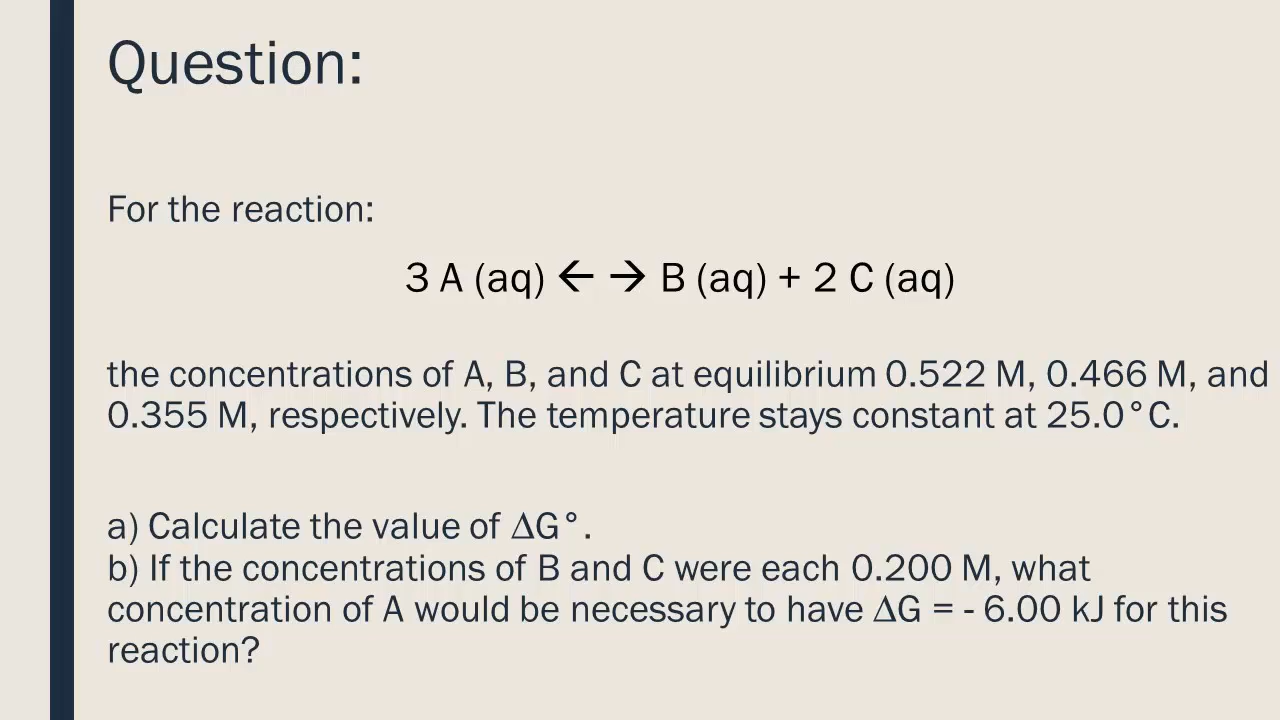 Question:
For the reaction:
3 A (aq) ← → B (aq) + 2 C (aq)
the concentrations of A, B, and C at equilibrium 0.522 M, 0.466 M, and
0.355 M, respectively. The temperature stays constant at 25.0°C.
a) Calculate the value of ΔG°.
b) If the concentrations of B and C were each 0.200 M, what
concentration of A would be necessary to have ΔG = - 6.00 kJ for this
reaction?